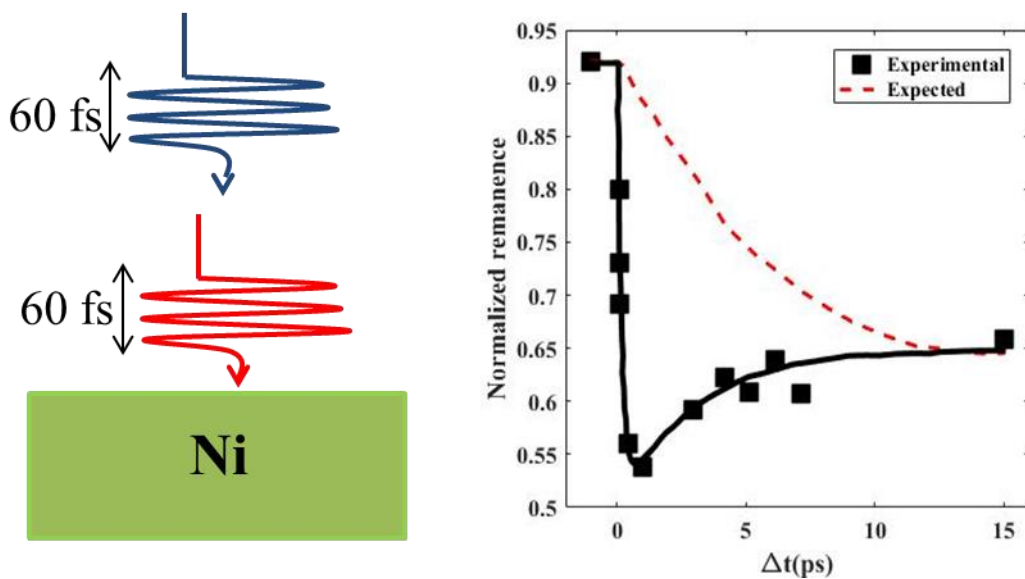 60 fs
60 fs
Ni
Normalized remanence
0.95
0.9
0.85
0.8
0.75
0.7
0.65
0.6
0.55
0.5
Experimental
Expected
0
5
10
15
Δt(ps)